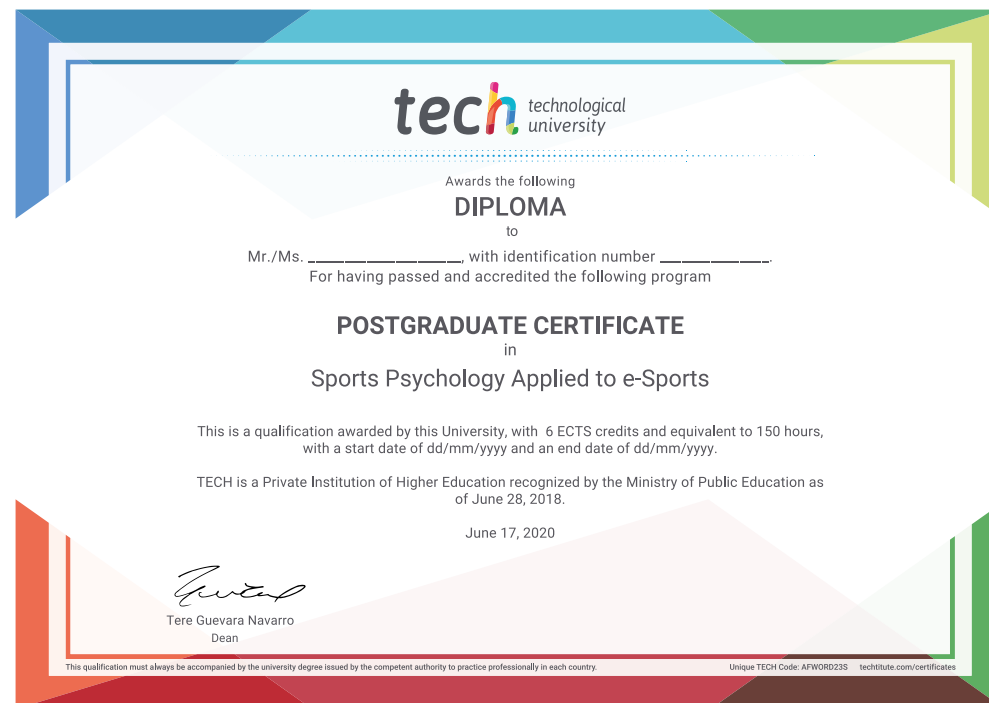 tech technological
university
Awards the following
DIPLOMA
to
Mr./Ms. ____________________, with identification number ______________.
For having passed and accredited the following program
POSTGRADUATE CERTIFICATE
in
Sports Psychology Applied to e-Sports
This is a qualification awarded by this University, with 6 ECTS credits and equivalent to 150 hours,
with a start date of dd/mm/yyyy and an end date of dd/mm/yyyy.
TECH is a Private Institution of Higher Education recognized by the Ministry of Public Education as
of June 28, 2018.
June 17, 2020
Tere Guevara Navarro
Dean
This qualification must always be accompanied by the university degree issued by the competent authority to practice professionally in each country.
Unique TECH Code: AFWORD23S techtitute.com/certificates